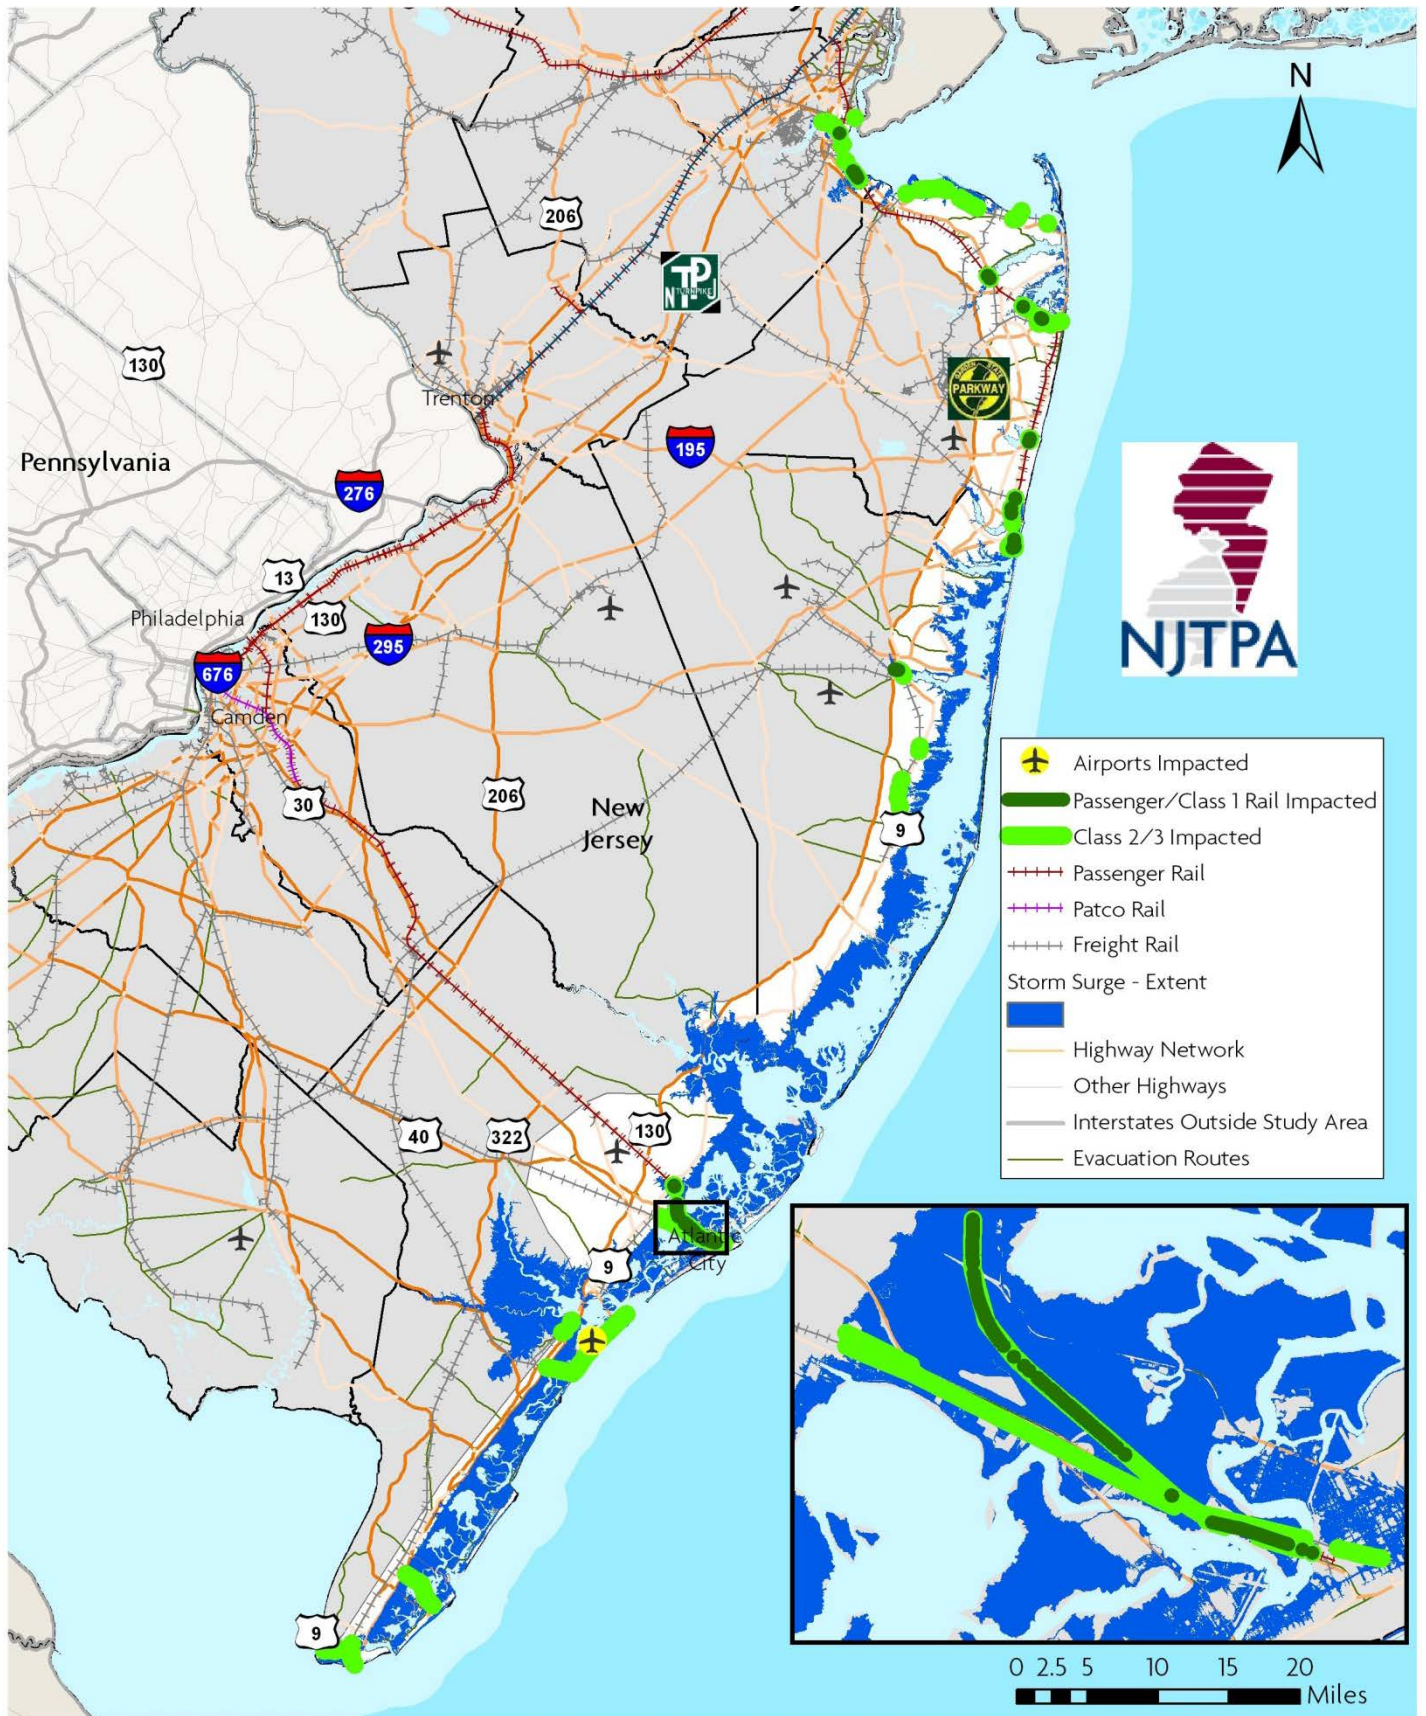 N
206
NTPJ
TURNPIKE
130
GARDEN STATE
PARKWAY
Trenton
Pennsylvania
195
276
NJTPA
13
Philadelphia
130
295
676
Camden
30
206
New
Jersey
9
Airports Impacted
Passenger/Class 1 Rail Impacted
Class 2/3 Impacted
Passenger Rail
Patco Rail
Freight Rail
Storm Surge - Extent
Highway Network
Other Highways
Interstates Outside Study Area
Evacuation Routes
40
322
130
Atlantic
City
9
9
0 2.5 5 10 15 20
Miles